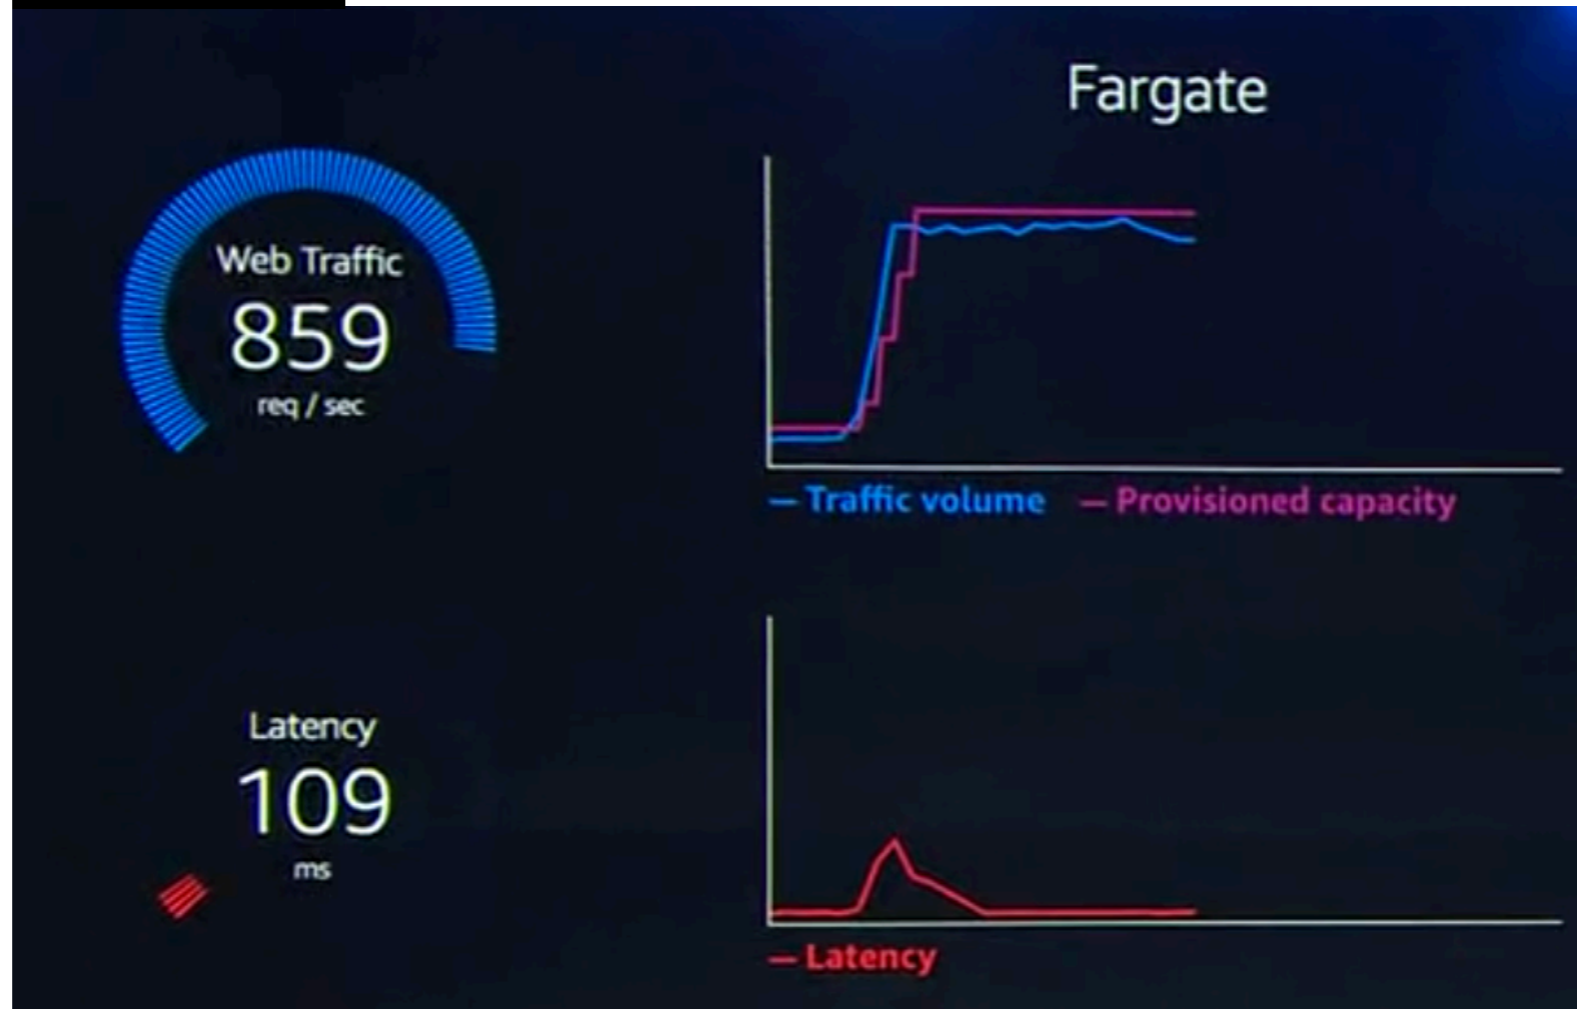 Fargate
Web Traffic
859
req / sec
— Traffic volume — Provisioned capacity
Latency
109
ms
— Latency